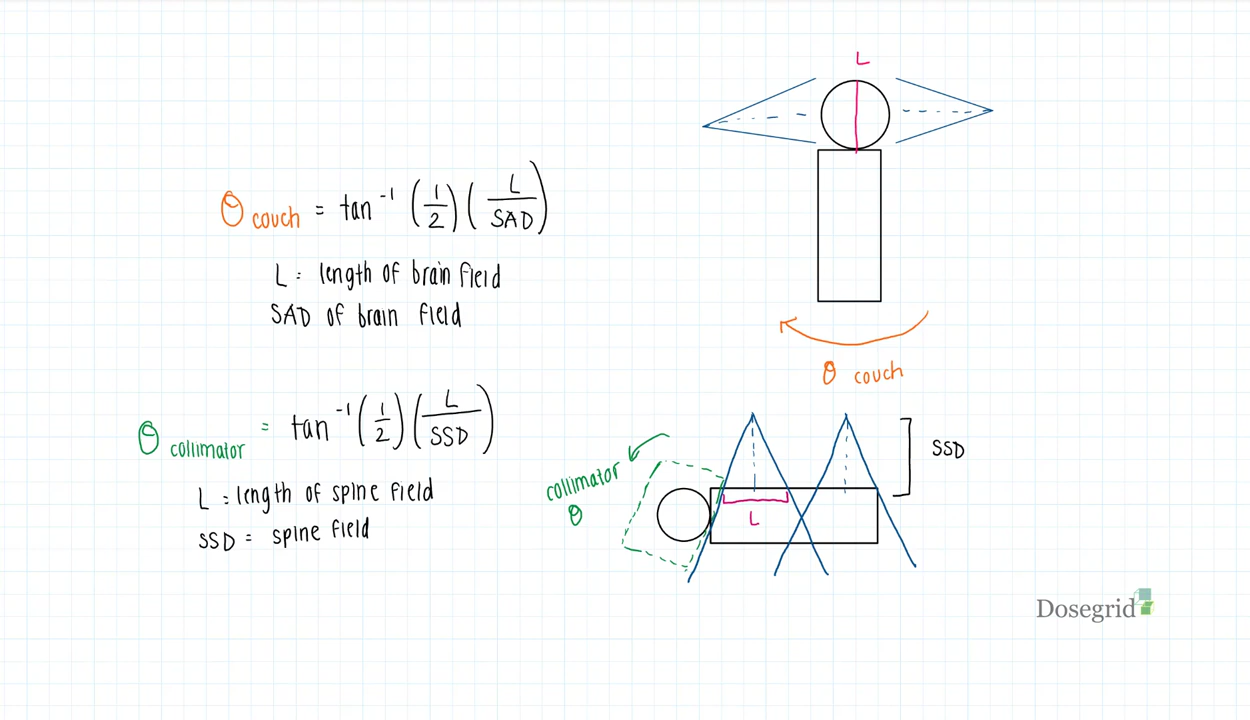 L
θ couch = tan⁻¹ (1/2) (L/SAD)
L = length of brain field
SAD of brain field
θ couch
θ collimator = tan⁻¹ (1/2) (L/SSD)
L = length of spine field
SSD = spine field
collimator
θ
L
SSD
Dosegrid